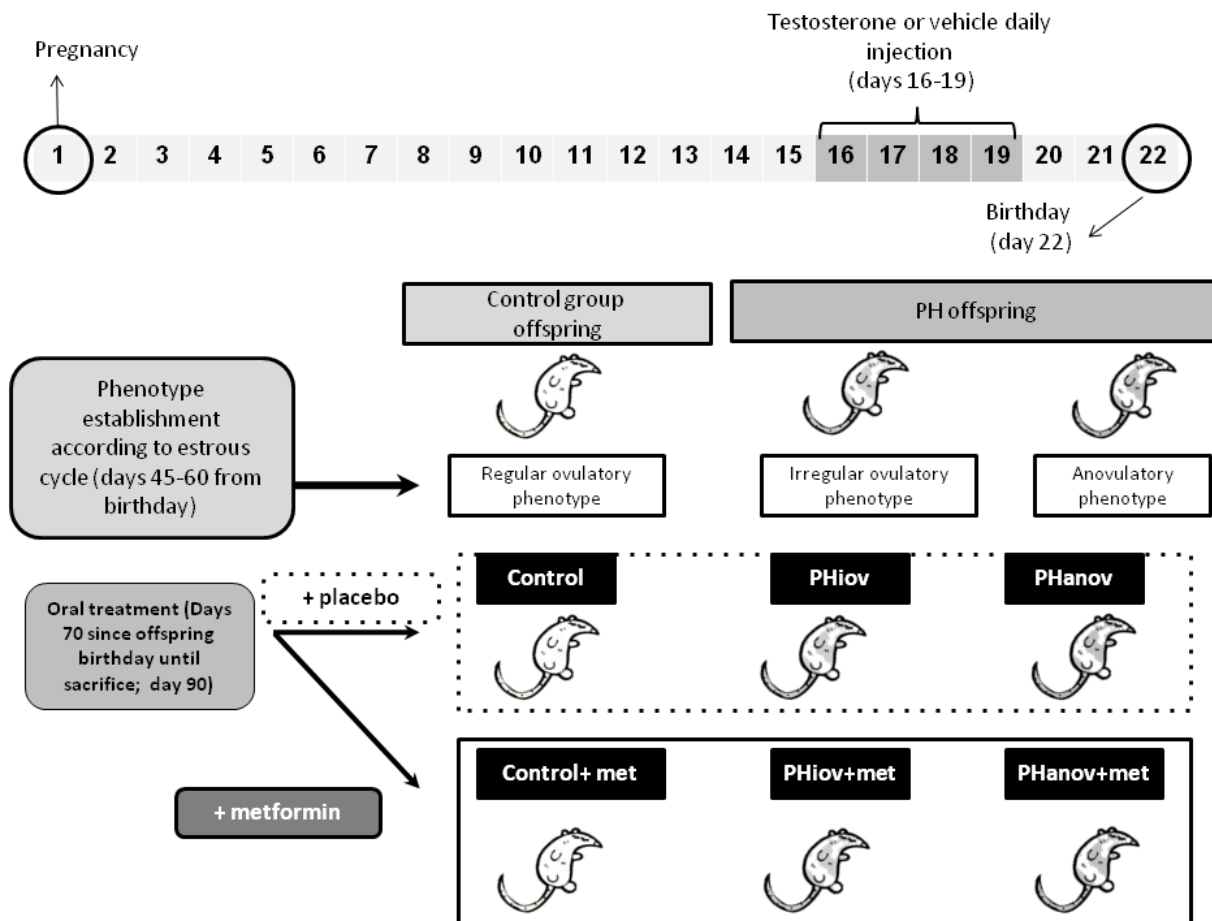 Testosterone or vehicle daily
injection
(days 16-19)
Pregnancy
1 2 3 4 5 6 7 8 9 10 11 12 13 14 15 16 17 18 19 20 21 22
Birthday
(day 22)
Control group
offspring
PH offspring
Phenotype
establishment
according to estrous
cycle (days 45-60 from
birthday)
Regular ovulatory
phenotype
Irregular ovulatory
phenotype
Anovulatory
phenotype
Oral treatment (Days
70 since offspring
birthday until
sacrifice; day 90)
+ placebo
Control
PHiov
PHanov
+ metformin
Control+ met
PHiov+met
PHanov+met